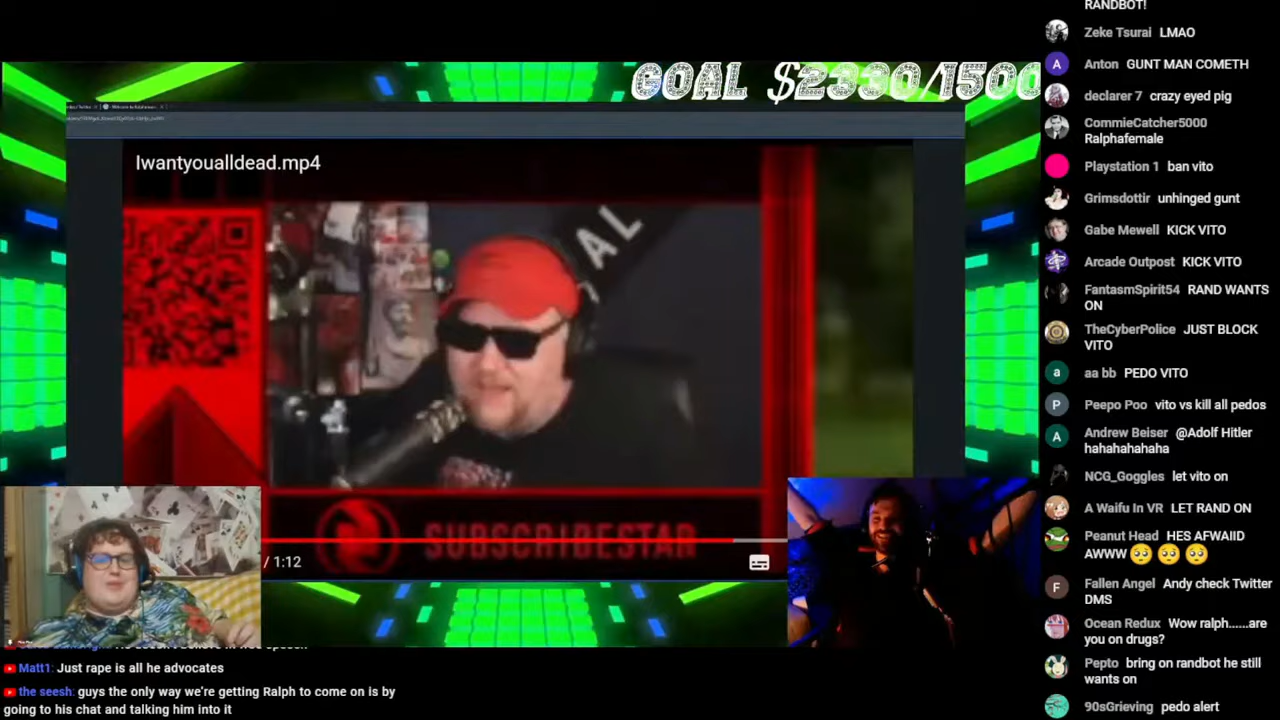 RANDBOT!
Zeke Tsurai LMAO
GOAL $2330/1500
Anton GUNT MAN COMETH
declarer 7 crazy eyed pig
CommieCatcher5000
Ralphafemale
Iwantyoualldead.mp4
Playstation 1 ban vito
Grimsdottir unhinged gunt
AL
Gabe Mewell KICK VITO
Arcade Outpost KICK VITO
FantasmSpirit54 RAND WANTS
ON
TheCyberPolice JUST BLOCK
VITO
aa bb PEDO VITO
Peepo Poo vito vs kill all pedos
Andrew Beiser @Adolf Hitler
hahahahahaha
NCG_Goggles let vito on
A Waifu In VR LET RAND ON
Peanut Head HES AFWAIID
AWWW 🥺 🥺 🥺
SUBSCRIBESTAR
/ 1:12
Fallen Angel Andy check Twitter
DMS
Ocean Redux Wow ralph......are
you on drugs?
Pepto bring on randbot he still
wants on
90sGrieving pedo alert
Matt1: Just rape is all he advocates
the seesh: guys the only way we're getting Ralph to come on is by
going to his chat and talking him into it